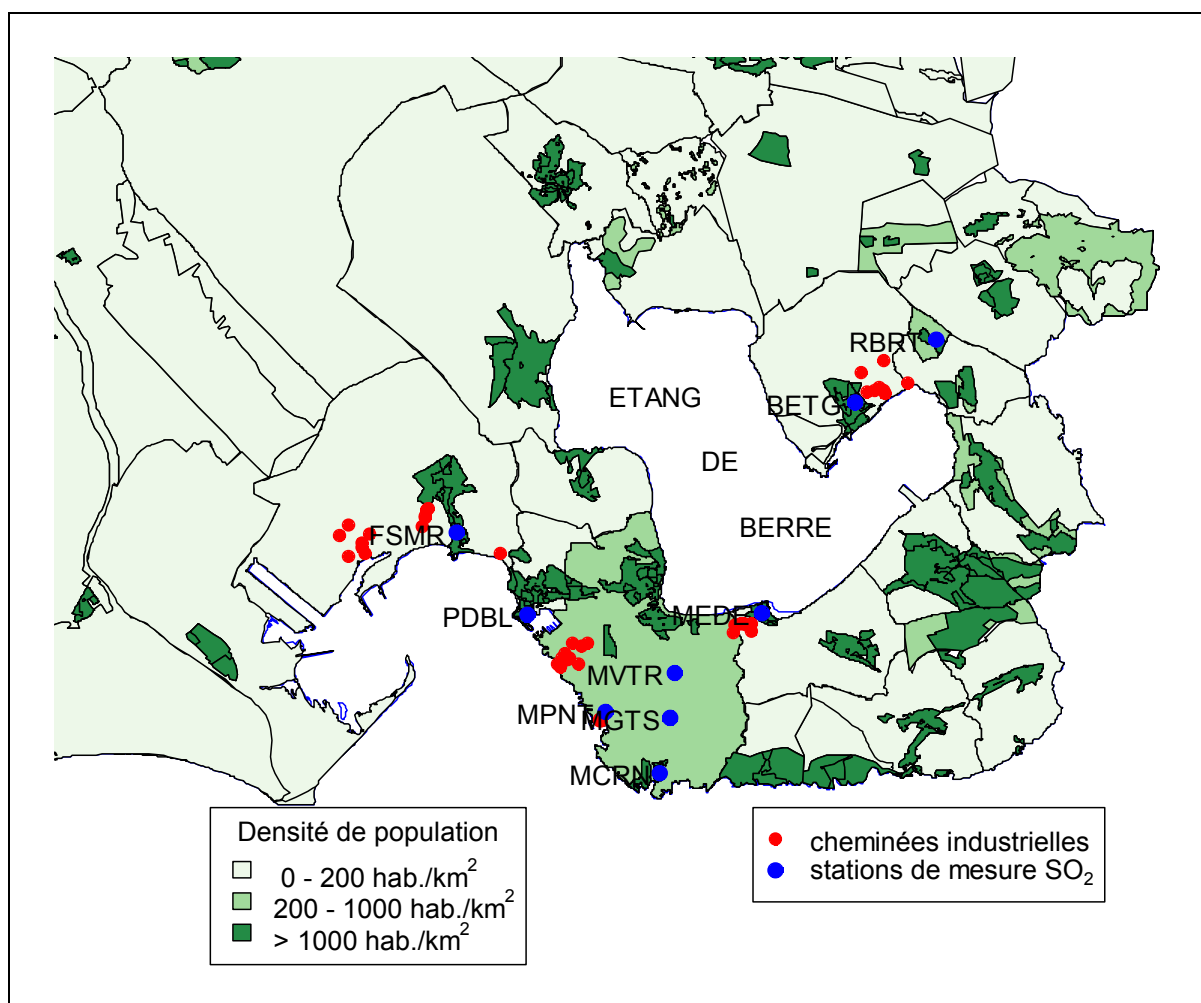 RBRT
ETANG
BETG
DE
BERRE
FSMR
PDBL
MEDE
MVTR
MPNT
MGTS
MCRN
Densité de population
0 - 200 hab./km²
200 - 1000 hab./km²
> 1000 hab./km²
cheminées industrielles
stations de mesure SO₂